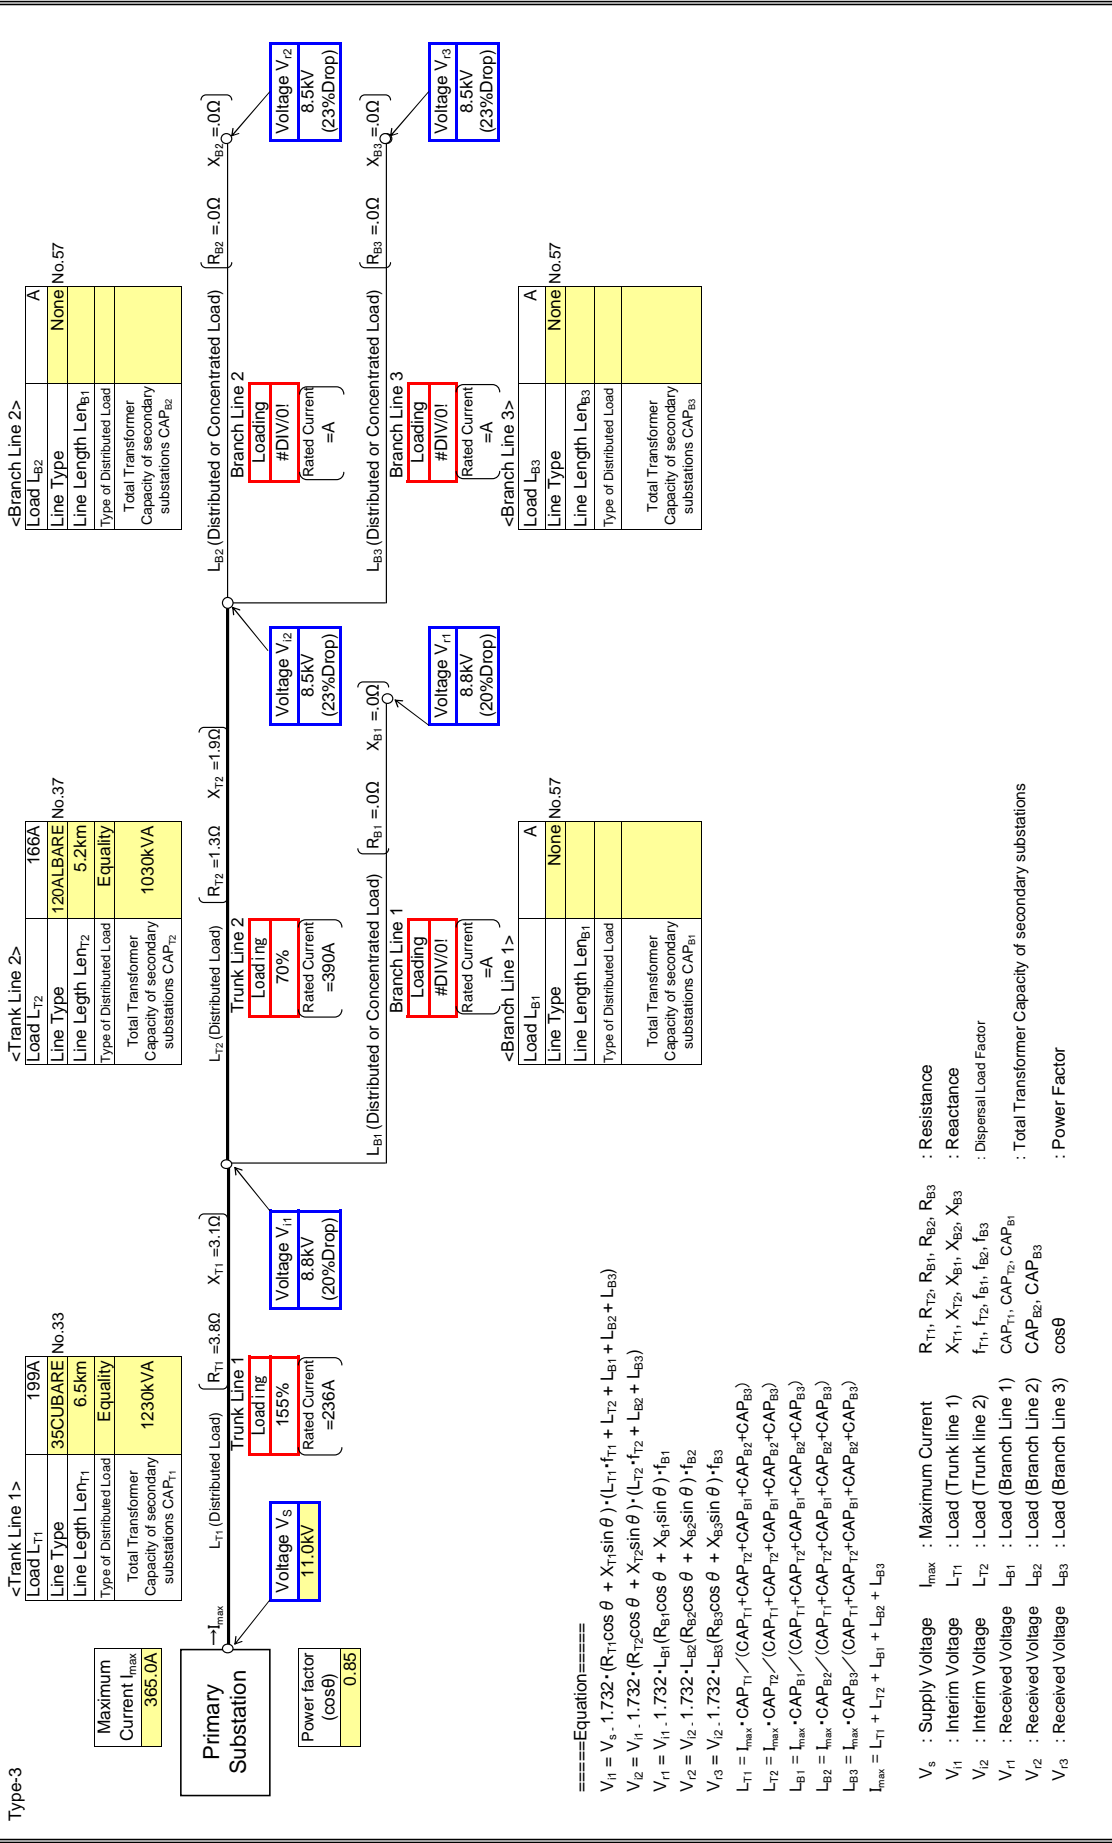 Type-3
Maximum
Current Imax
365.0A
Primary
Substation
Power factor
(cosθ)
0.85
→Imax
Voltage VS
11.0kV
<Trank Line 1>
Load LT1 199A
Line Type 35CUBARE No.33
Line Legth LenT1 6.5km
Type of Distributed Load Equality
Total Transformer
Capacity of secondary
substations CAPT1
1230kVA
LT1 (Distributed Load)
RT1 =3.8Ω XT1 =3.1Ω
Trunk Line 1
Loading
155%
Rated Current
=236A
Voltage Vi1
8.8kV
(20%Drop)
<Trank Line 2>
Load LT2 166A
Line Type 120ALBARE No.37
Line Legth LenT2 5.2km
Type of Distributed Load Equality
Total Transformer
Capacity of secondary
substations CAPT2
1030kVA
LT2 (Distributed Load)
RT2 =1.3Ω XT2 =1.9Ω
Trunk Line 2
Loading
70%
Rated Current
=390A
Voltage Vi2
8.5kV
(23%Drop)
LB1 (Distributed or Concentrated Load)
RB1 =.0Ω XB1 =.0Ω
Branch Line 1
Loading
#DIV/0!
Rated Current
=A
Voltage Vr1
8.8kV
(20%Drop)
<Branch Line 1>
Load LB1 A
Line Type None No.57
Line Length LenB1
Type of Distributed Load
Total Transformer
Capacity of secondary
substations CAPB1
<Branch Line 2>
Load LB2 A
Line Type None No.57
Line Length LenB1
Type of Distributed Load
Total Transformer
Capacity of secondary
substations CAPB2
LB2 (Distributed or Concentrated Load)
RB2 =.0Ω XB2 =.0Ω
Branch Line 2
Loading
#DIV/0!
Rated Current
=A
Voltage Vr2
8.5kV
(23%Drop)
LB3 (Distributed or Concentrated Load)
RB3 =.0Ω XB3 =.0Ω
Branch Line 3
Loading
#DIV/0!
Rated Current
=A
Voltage Vr3
8.5kV
(23%Drop)
<Branch Line 3>
Load LB3 A
Line Type None No.57
Line Length LenB3
Type of Distributed Load
Total Transformer
Capacity of secondary
substations CAPB3
=====Equation=====
Vi1 = Vs - 1.732・(RT1cos θ + XT1sin θ)・(LT1・fT1 + LT2 + LB1 + LB2 + LB3)
Vi2 = Vi1 - 1.732・(RT2cos θ + XT2sin θ)・(LT2・fT2 + LB2 + LB3)
Vr1 = Vi1 - 1.732・LB1(RB1cos θ + XB1sin θ)・fB1
Vr2 = Vi2 - 1.732・LB2(RB2cos θ + XB2sin θ)・fB2
Vr3 = Vi2 - 1.732・LB3(RB3cos θ + XB3sin θ)・fB3
LT1 = Imax・CAPT1／(CAPT1+CAPT2+CAPB1+CAPB2+CAPB3)
LT2 = Imax・CAPT2／(CAPT1+CAPT2+CAPB1+CAPB2+CAPB3)
LB1 = Imax・CAPB1／(CAPT1+CAPT2+CAPB1+CAPB2+CAPB3)
LB2 = Imax・CAPB2／(CAPT1+CAPT2+CAPB1+CAPB2+CAPB3)
LB3 = Imax・CAPB3／(CAPT1+CAPT2+CAPB1+CAPB2+CAPB3)
Imax = LT1 + LT2 + LB1 + LB2 + LB3
Vs : Supply Voltage Imax : Maximum Current RT1, RT2, RB1, RB2, RB3 : Resistance
Vi1 : Interim Voltage LT1 : Load (Trunk line 1) XT1, XT2, XB1, XB2, XB3 : Reactance
Vi2 : Interim Voltage LT2 : Load (Trunk line 2) fT1, fT2, fB1, fB2, fB3 : Dispersal Load Factor
Vr1 : Received Voltage LB1 : Load (Branch Line 1) CAPT1, CAPT2, CAPB1 : Total Transformer Capacity of secondary substations
Vr2 : Received Voltage LB2 : Load (Branch Line 2) CAPB2, CAPB3
Vr3 : Received Voltage LB3 : Load (Branch Line 3) cosθ : Power Factor